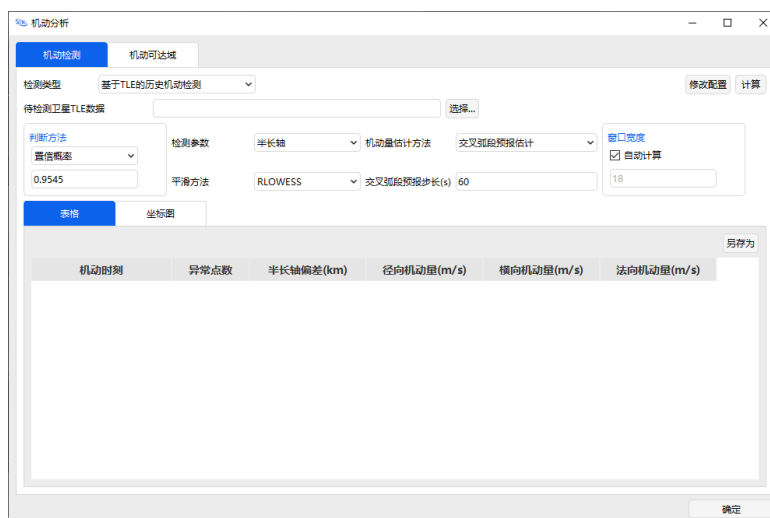 机动分析
机动检测 机动可达域
检测类型 基于TLE的历史机动检测 修改配置 计算
待检测卫星TLE数据 选择...
判断方法
置信概率
0.9545
检测参数 半长轴 机动量估计方法 交叉弧段预报估计
平滑方法 RLOWESS 交叉弧段预报步长(s) 60
窗口宽度
自动计算
18
表格 坐标图
另存为
机动时刻 异常点数 半长轴偏差(km) 径向机动量(m/s) 横向机动量(m/s) 法向机动量(m/s)
确定